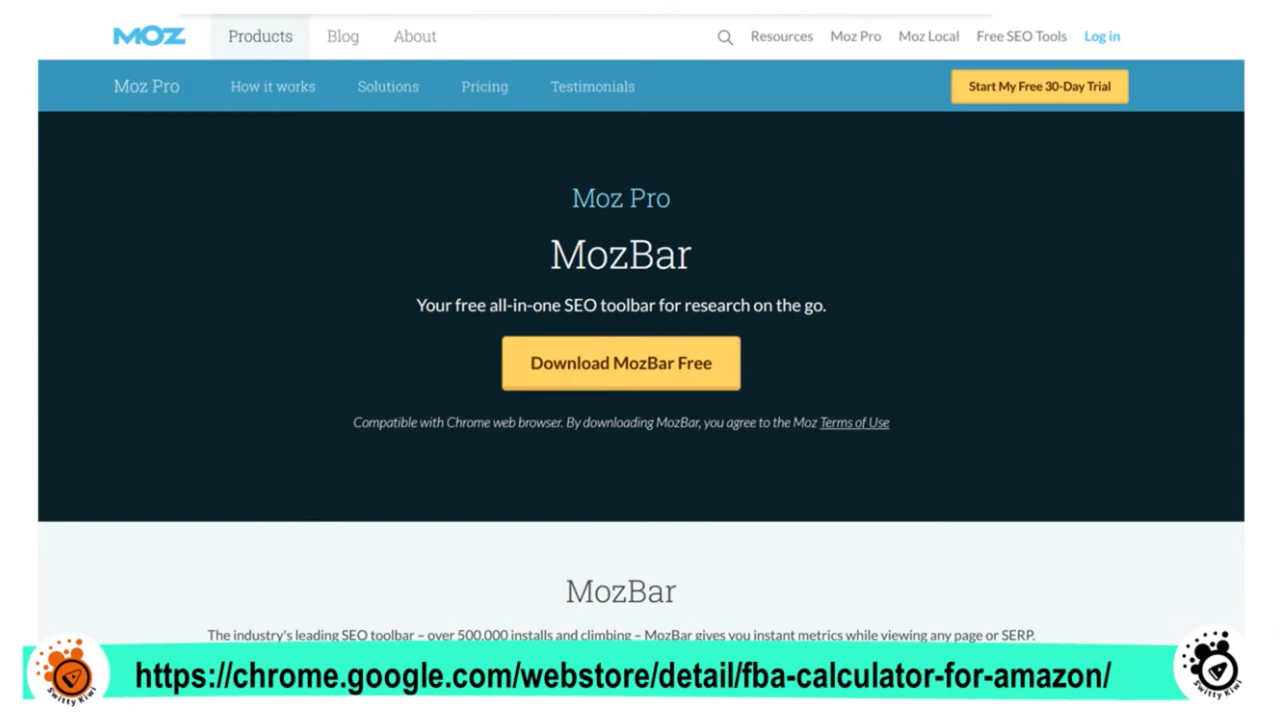 MOZ Products Blog About Resources Moz Pro Moz Local Free SEO Tools Log in
Moz Pro How it works Solutions Pricing Testimonials Start My Free 30-Day Trial
Moz Pro
MozBar
Your free all-in-one SEO toolbar for research on the go.
Download MozBar Free
Compatible with Chrome web browser. By downloading MozBar, you agree to the Moz Terms of Use
MozBar
The industry's leading SEO toolbar – over 500,000 installs and climbing – MozBar gives you instant metrics while viewing any page or SERP.
https://chrome.google.com/webstore/detail/fba-calculator-for-amazon/
Switty Kiwi
Switty Kiwi